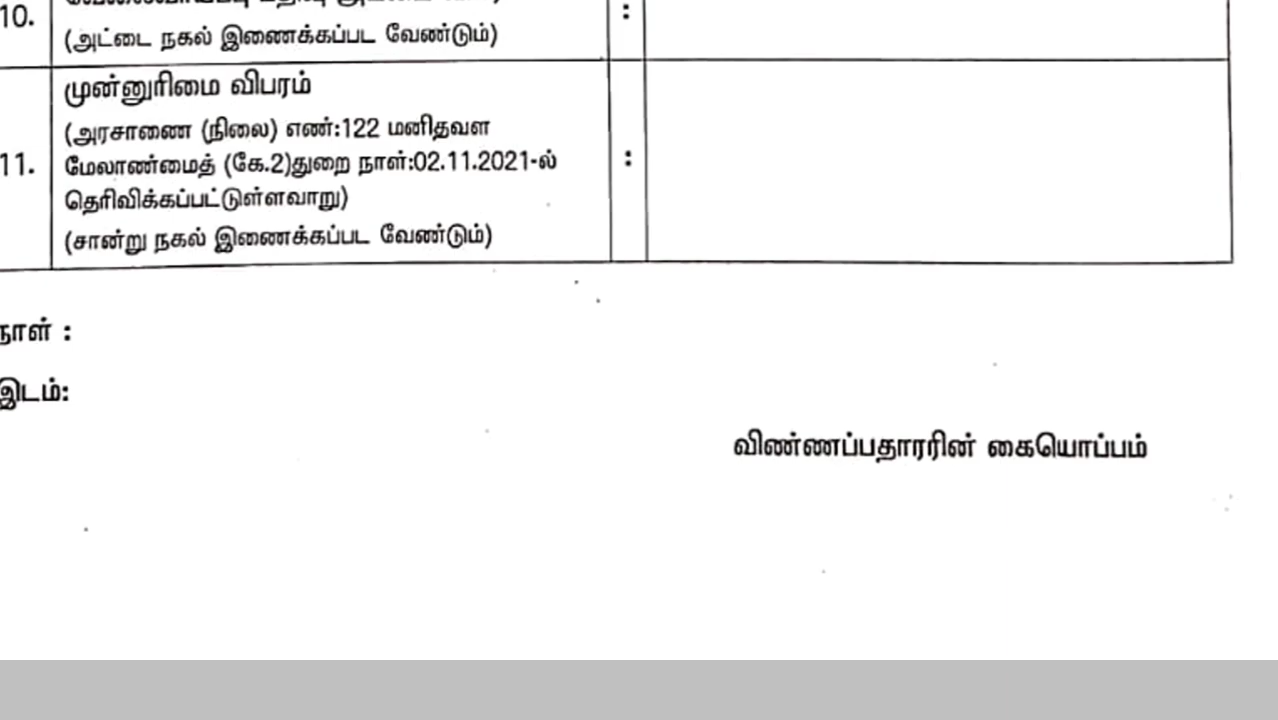 10.
(அட்டை நகல் இணைக்கப்பட வேண்டும்)
:
முன்னுரிமை விபரம்
(அரசாணை (நிலை) எண்:122 மனிதவள
11. மேலாண்மைத் (கே.2)துறை நாள்:02.11.2021-ல் :
தெரிவிக்கப்பட்டுள்ளவாறு)
(சான்று நகல் இணைக்கப்பட வேண்டும்)
நாள் :
இடம்:
விண்ணப்பதாரரின் கையொப்பம்